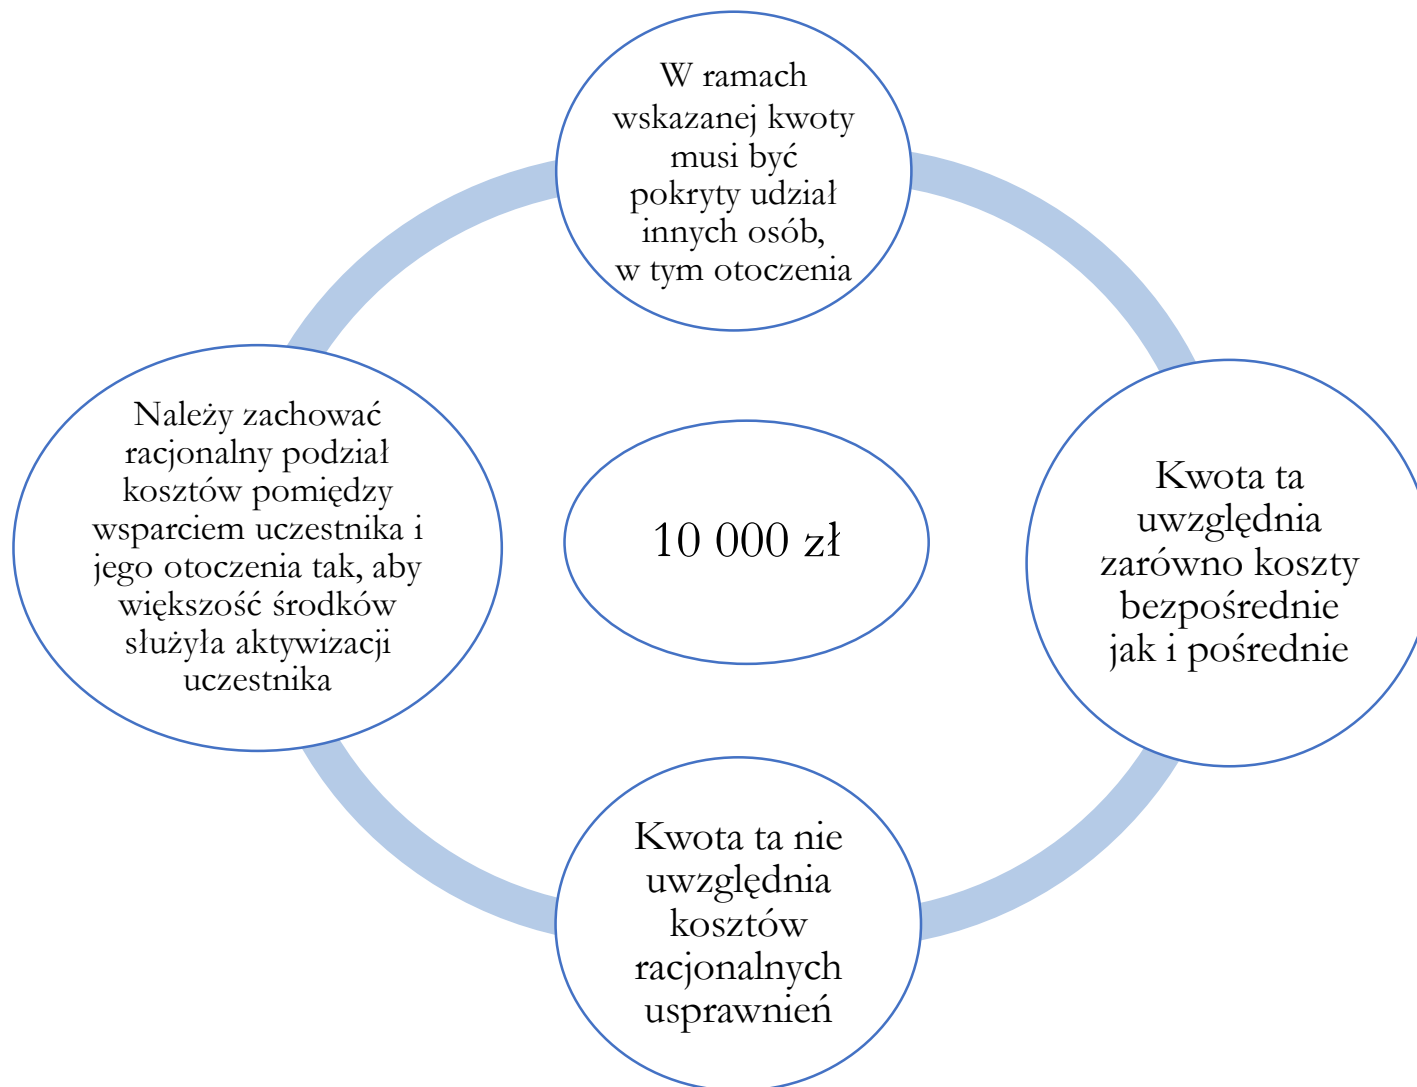 W ramach
wskazanej kwoty
musi być
pokryty udział
innych osób,
w tym otoczenia
Należy zachować
racjonalny podział
kosztów pomiędzy
wsparciem uczestnika i
jego otoczenia tak, aby
większość środków
służyła aktywizacji
uczestnika
10 000 zł
Kwota ta
uwzględnia
zarówno koszty
bezpośrednie
jak i pośrednie
Kwota ta nie
uwzględnia
kosztów
racjonalnych
usprawnień